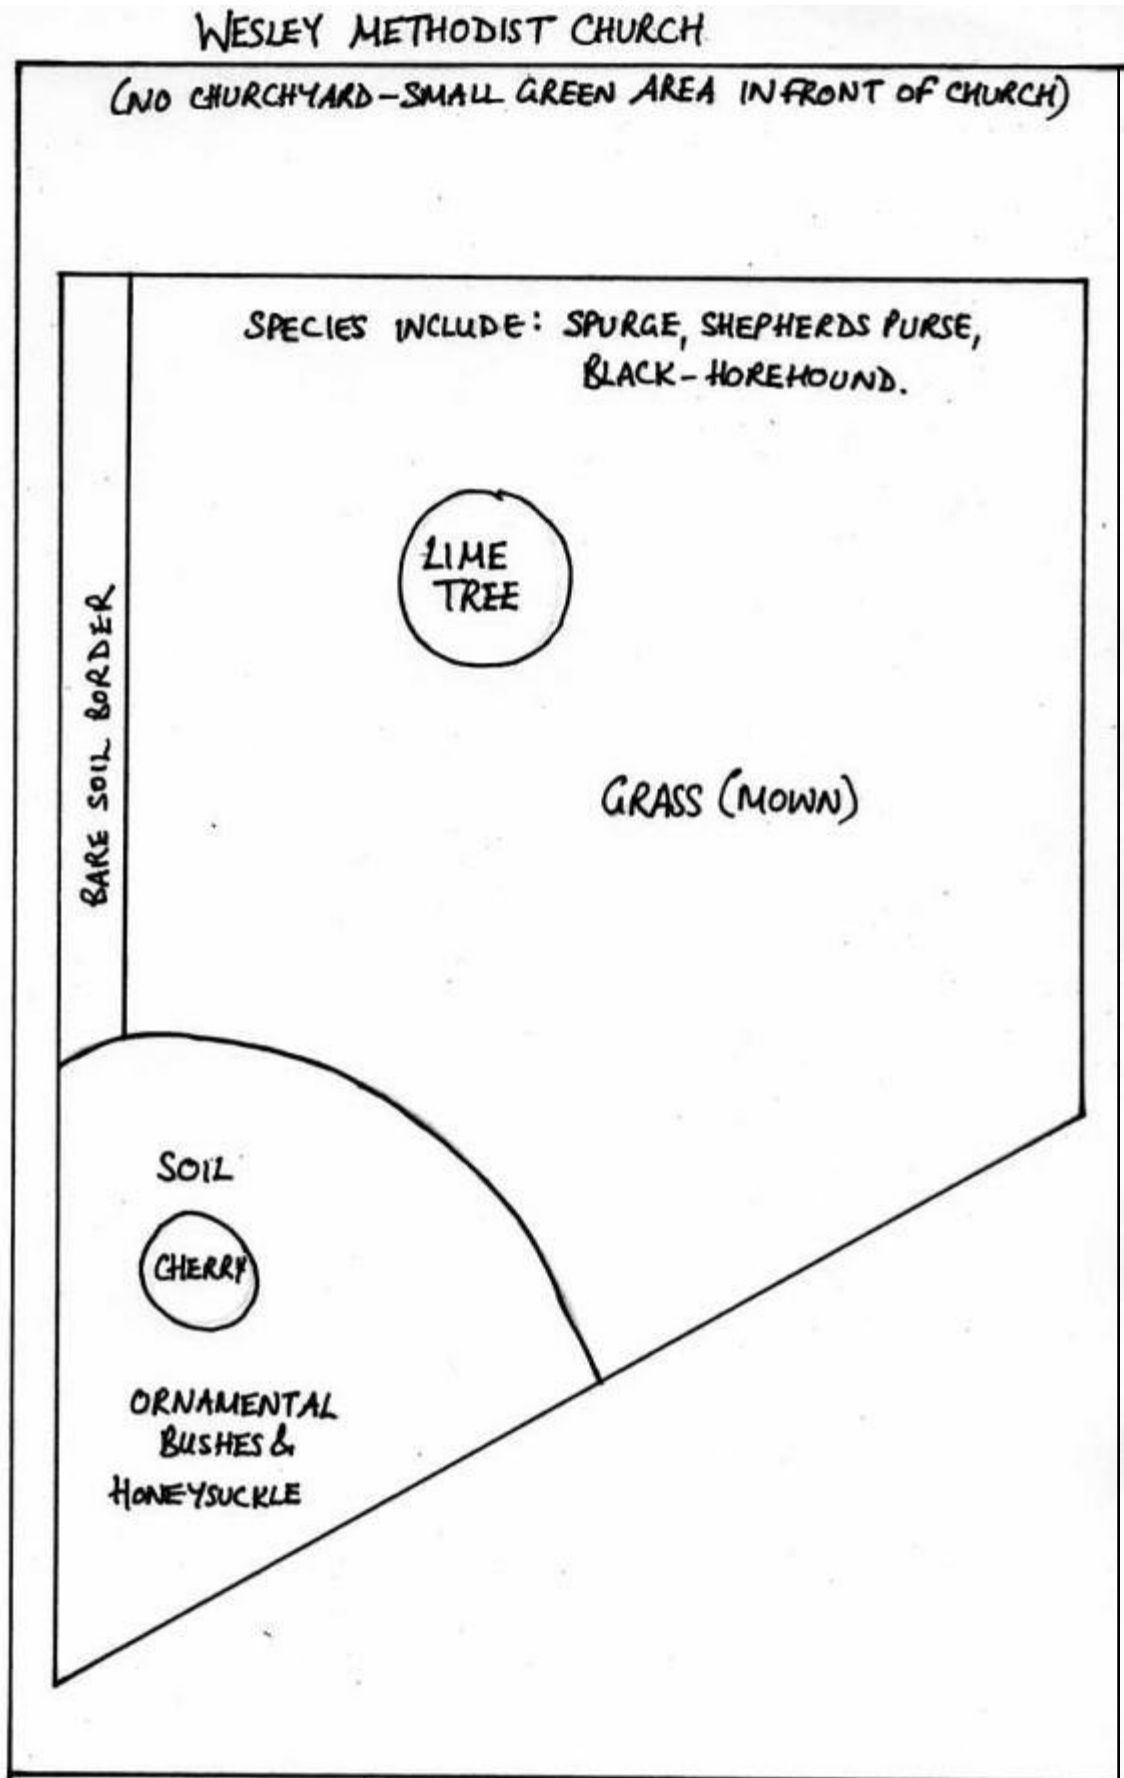 WESLEY METHODIST CHURCH
(NO CHURCHYARD-SMALL GREEN AREA IN FRONT OF CHURCH)
SPECIES INCLUDE: SPURGE, SHEPHERDS PURSE,
BLACK-HOREHOUND.
LIME
TREE
BARE SOIL BORDER
GRASS (MOWN)
SOIL
CHERRY
ORNAMENTAL
BUSHES &
HONEYSUCKLE